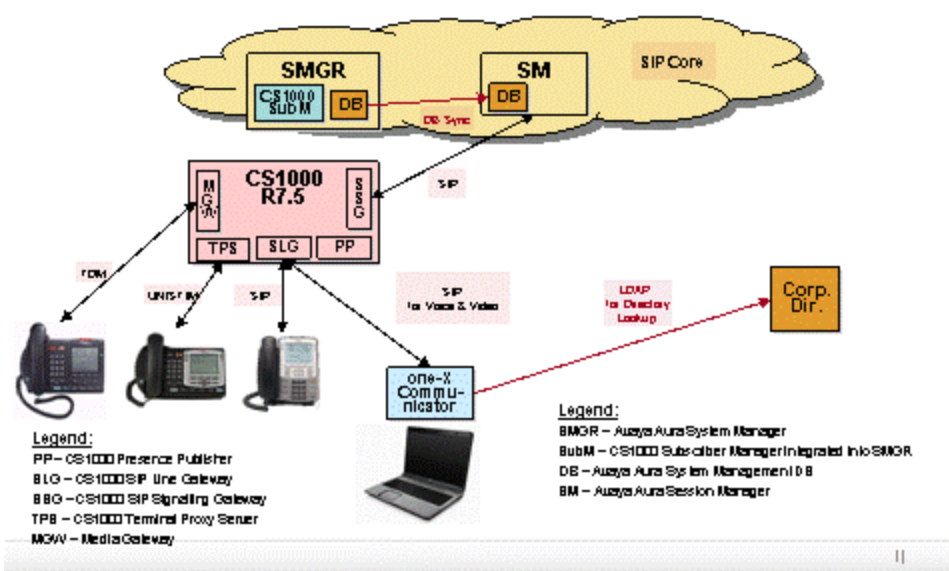 SMGR
CS1000
SubM
DB
SM
DB
SIP Core
DB Sync
CS1000
R7.5
MGW
SSG
TPS
SLG
PP
SIP
TDM
UNISTIM
SIP
SIP
for Voice & Video
LDAP
for Directory
Lookup
Corp.
Dir.
one-X
Commu-
nicator
Legend:
PP – CS1000 Presence Publisher
SLG – CS1000 SIP Line Gateway
SSG – CS1000 SIP Signalling Gateway
TPS – CS1000 Terminal Proxy Server
MGW – Media Gateway
Legend:
SMGR – Avaya Aura System Manager
SubM – CS1000 Subscriber Manager Integrated into SMGR
DB – Avaya Aura System Management DB
SM – Avaya Aura Session Manager